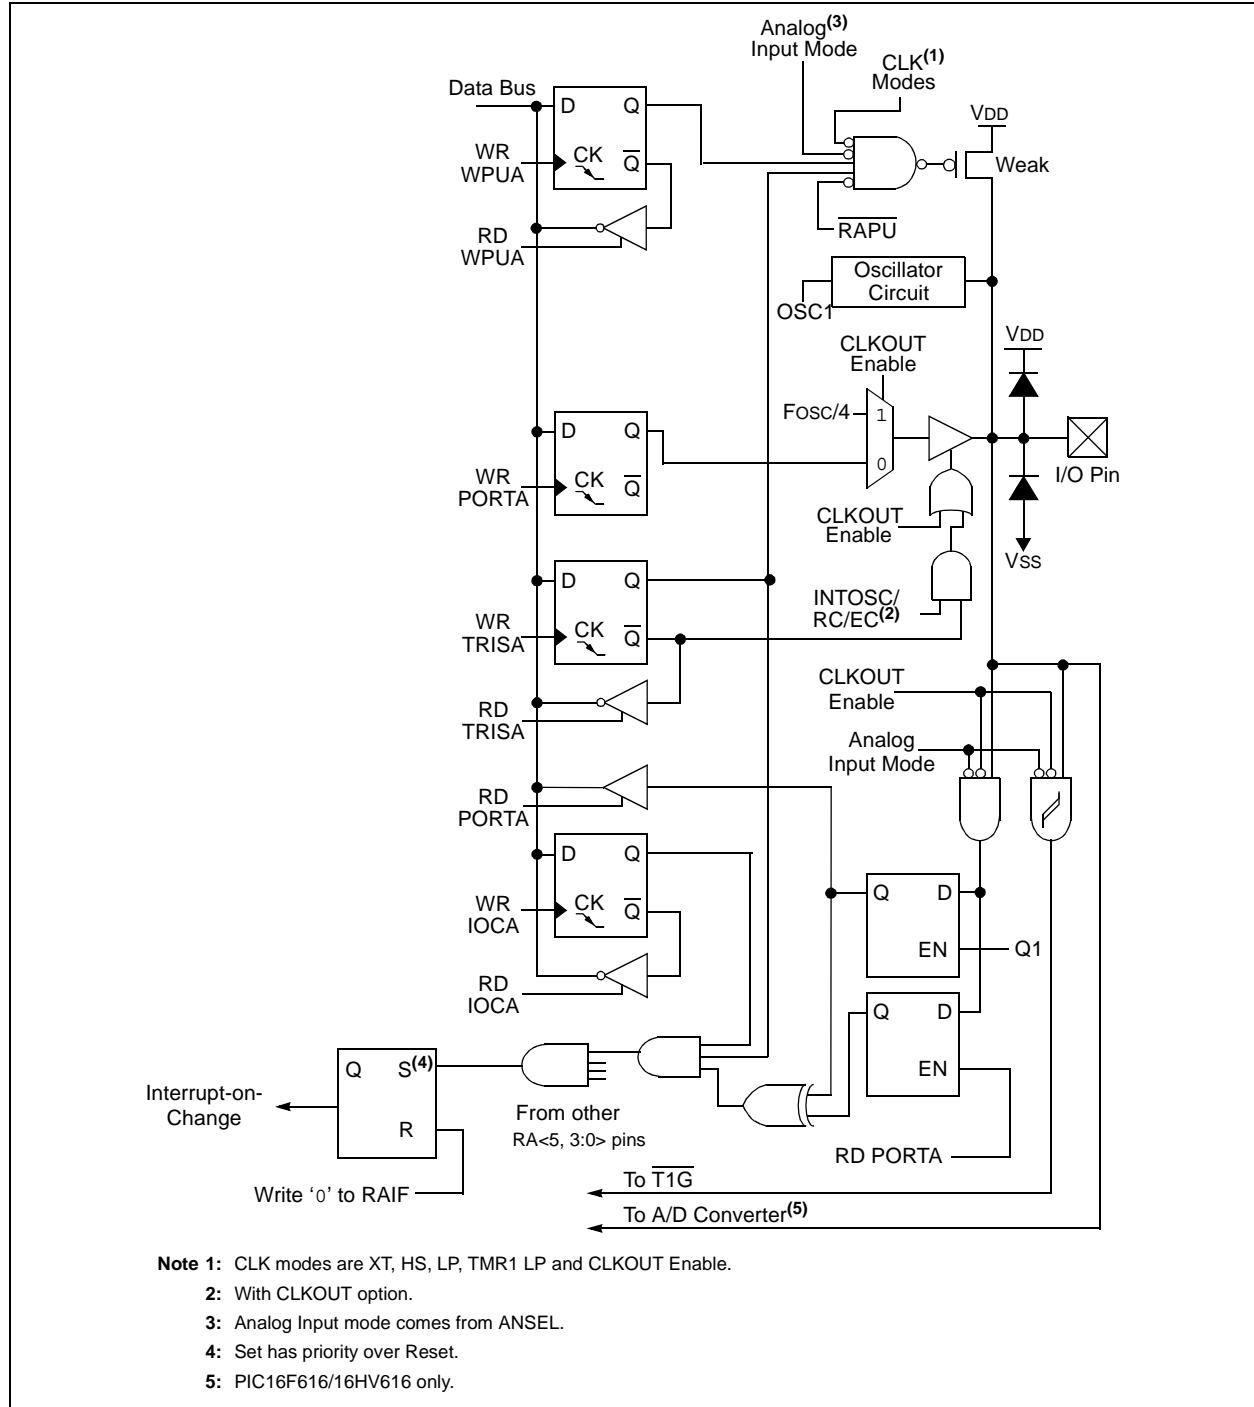 Analog(3)
Input Mode
CLK(1)
Modes
Data Bus
D Q
VDD
WR
WPUA
CK
Q
Weak
RD
WPUA
RAPU
Oscillator
Circuit
OSC1
CLKOUT
Enable
VDD
FOSC/4
1
D Q
0
I/O Pin
WR
PORTA
CK
Q
CLKOUT
Enable
VSS
D Q
INTOSC/
RC/EC(2)
WR
TRISA
CK
Q
CLKOUT
Enable
RD
TRISA
Analog
Input Mode
RD
PORTA
D Q
Q D
WR
IOCA
CK
Q
EN
Q1
RD
IOCA
Q D
EN
Q S(4)
Interrupt-on-
Change
R
From other
RA<5, 3:0> pins
RD PORTA
Write ‘0’ to RAIF
To T1G
To A/D Converter(5)
Note 1: CLK modes are XT, HS, LP, TMR1 LP and CLKOUT Enable.
2: With CLKOUT option.
3: Analog Input mode comes from ANSEL.
4: Set has priority over Reset.
5: PIC16F616/16HV616 only.